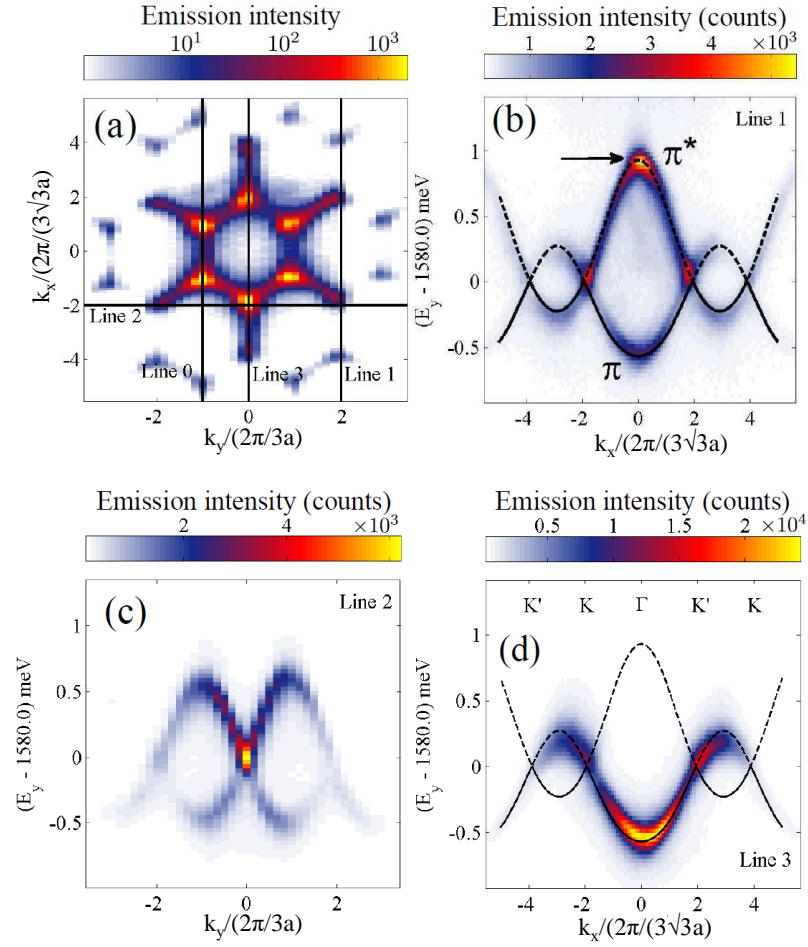 Emission intensity
10¹ 10² 10³
(a)
k_x/(2π/(3√3a)
4
2
0
-2
-4
Line 2
Line 0
Line 3
Line 1
-2 0 2
k_y/(2π/3a)
Emission intensity (counts)
1 2 3 4 ×10³
(b)
Line 1
π*
π
(E_y - 1580.0) meV
1
0.5
0
-0.5
-4 -2 0 2 4
k_x/(2π/(3√3a)
Emission intensity (counts)
2 4 ×10³
(c)
Line 2
(E_y - 1580.0) meV
1
0.5
0
-0.5
-2 0 2
k_y/(2π/3a)
Emission intensity (counts)
0.5 1 1.5 2 ×10⁴
K' K Γ K' K
(d)
(E_y - 1580.0) meV
1
0.5
0
-0.5
Line 3
-4 -2 0 2 4
k_x/(2π/(3√3a)